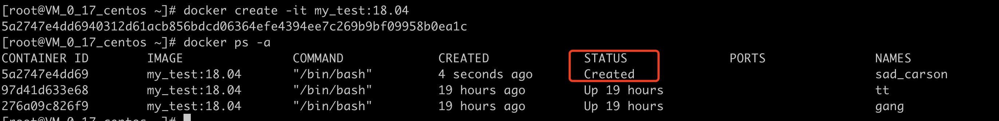 [root@VM_0_17_centos ~]# docker create -it my_test:18.04
5a2747e4dd6940312d61acb856bdcd06364efe4394ee7c269b9bf09958b0ea1c
[root@VM_0_17_centos ~]# docker ps -a
CONTAINER ID IMAGE COMMAND CREATED STATUS PORTS NAMES
5a2747e4dd69 my_test:18.04 "/bin/bash" 4 seconds ago Created sad_carson
97d41d633e68 my_test:18.04 "/bin/bash" 19 hours ago Up 19 hours tt
276a09c826f9 my_test:18.04 "/bin/bash" 19 hours ago Up 19 hours gang
[root@VM_0_17_centos ~]#